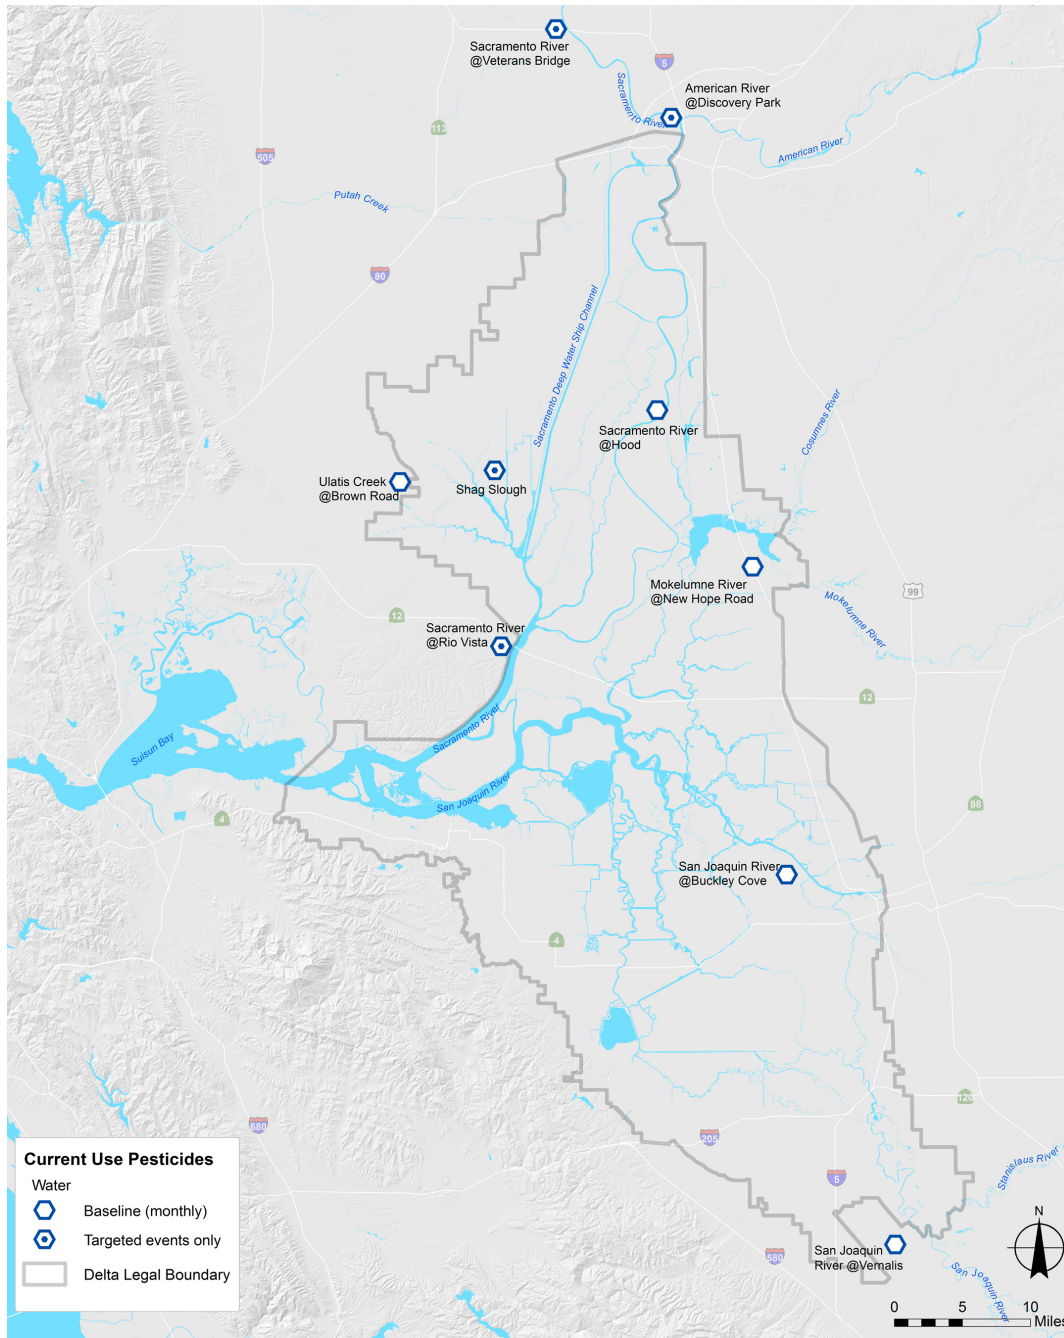 Sacramento River
@Veterans Bridge
5
American River
@Discovery Park
Sacramento River
113
American River
505
Putah Creek
80
Sacramento Deep Water Ship Channel
Cosumnes River
Sacramento River
@Hood
Ulatis Creek
@Brown Road
Shag Slough
Mokelumne River
@New Hope Road
99
Mokelumne River
12
Sacramento River
@Rio Vista
12
Suisun Bay
Sacramento River
San Joaquin River
4
88
San Joaquin River
@Buckley Cove
4
120
680
205
Stanislaus River
5
Current Use Pesticides
Water
Baseline (monthly)
Targeted events only
Delta Legal Boundary
580
San Joaquin
River @Vernalis
San Joaquin River
N
0 5 10
Miles